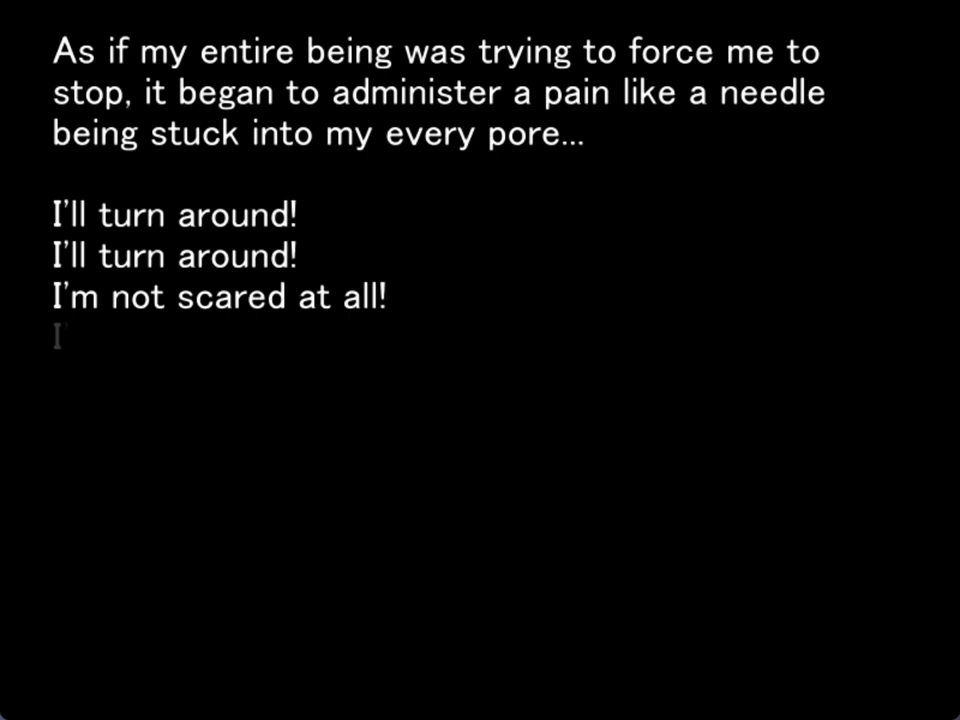 As if my entire being was trying to force me to
stop, it began to administer a pain like a needle
being stuck into my every pore...
I'll turn around!
I'll turn around!
I'm not scared at all!
I'